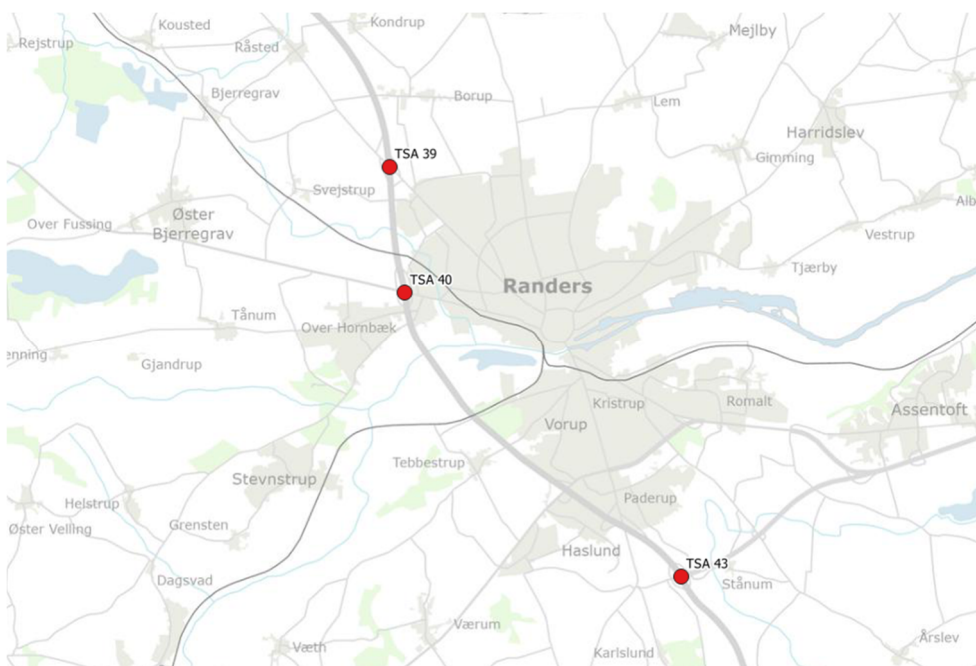 Kousted
Kondrup
Mejlby
Rejstrup
Råsted
Bjerregrav
Borup
Lem
Harridslev
TSA 39
Gimming
Svejstrup
Øster
Bjerregrav
Over Fussing
Vestrup
Tjærby
TSA 40
Randers
Tånum
Over Hornbæk
Gjandrup
Kristrup
Romalt
Assentoft
Vorup
Tebbestrup
Stevnstrup
Helstrup
Paderup
Øster Velling
Grensten
Haslund
TSA 43
Dagsvad
Stånum
Værum
Årslev
Væth
Karlslund